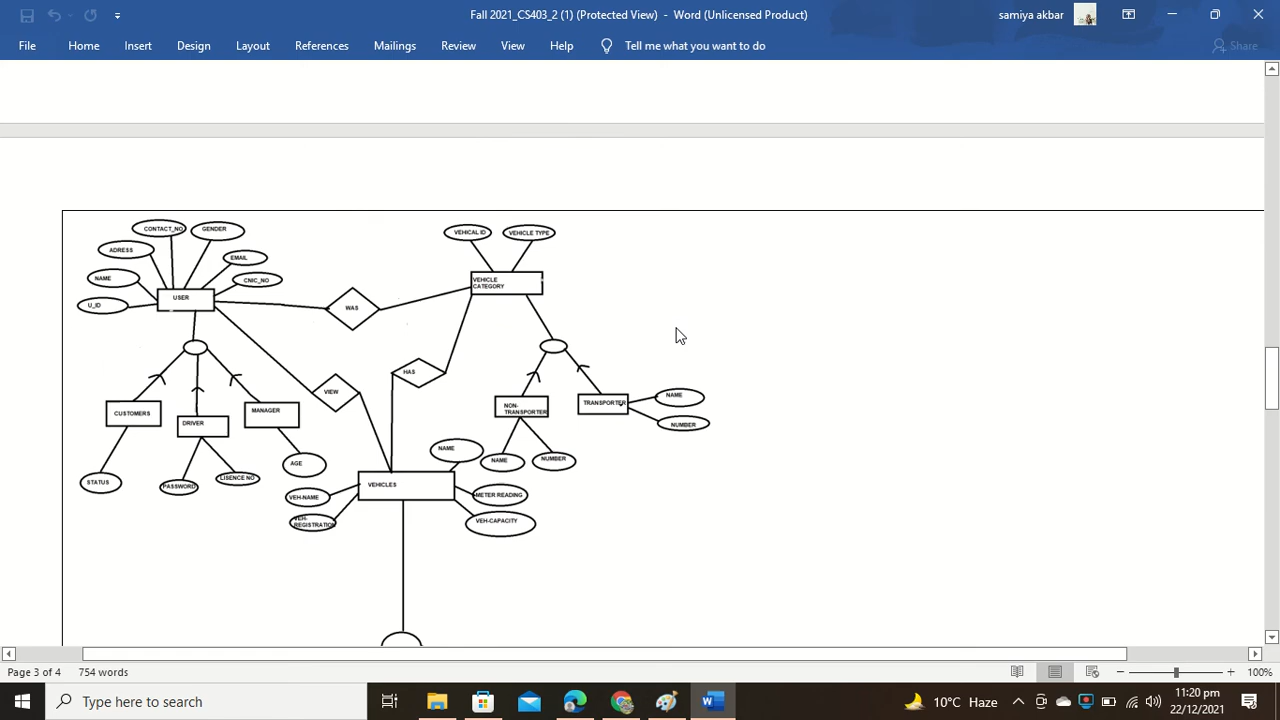 Fall 2021_CS403_2 (1) (Protected View) - Word (Unlicensed Product)
samiya akbar
File Home Insert Design Layout References Mailings Review View Help Tell me what you want to do
Share
CONTACT_NO
GENDER
ADRESS
EMAIL
NAME
CNIC_NO
U_ID
USER
WAS
VEHICAL ID
VEHICLE TYPE
VEHICLE
CATEGORY
HAS
VIEW
CUSTOMERS
DRIVER
MANAGER
STATUS
PASSWORD
LISENCE NO
AGE
NON-
TRANSPORTER
TRANSPORTER
NAME
NUMBER
NAME
NUMBER
NAME
VEHICLES
VEH-NAME
VEH-
REGISTRATION
METER READING
VEH-CAPACITY
Page 3 of 4 754 words
100%
Type here to search
10°C Haze
11:20 pm
22/12/2021